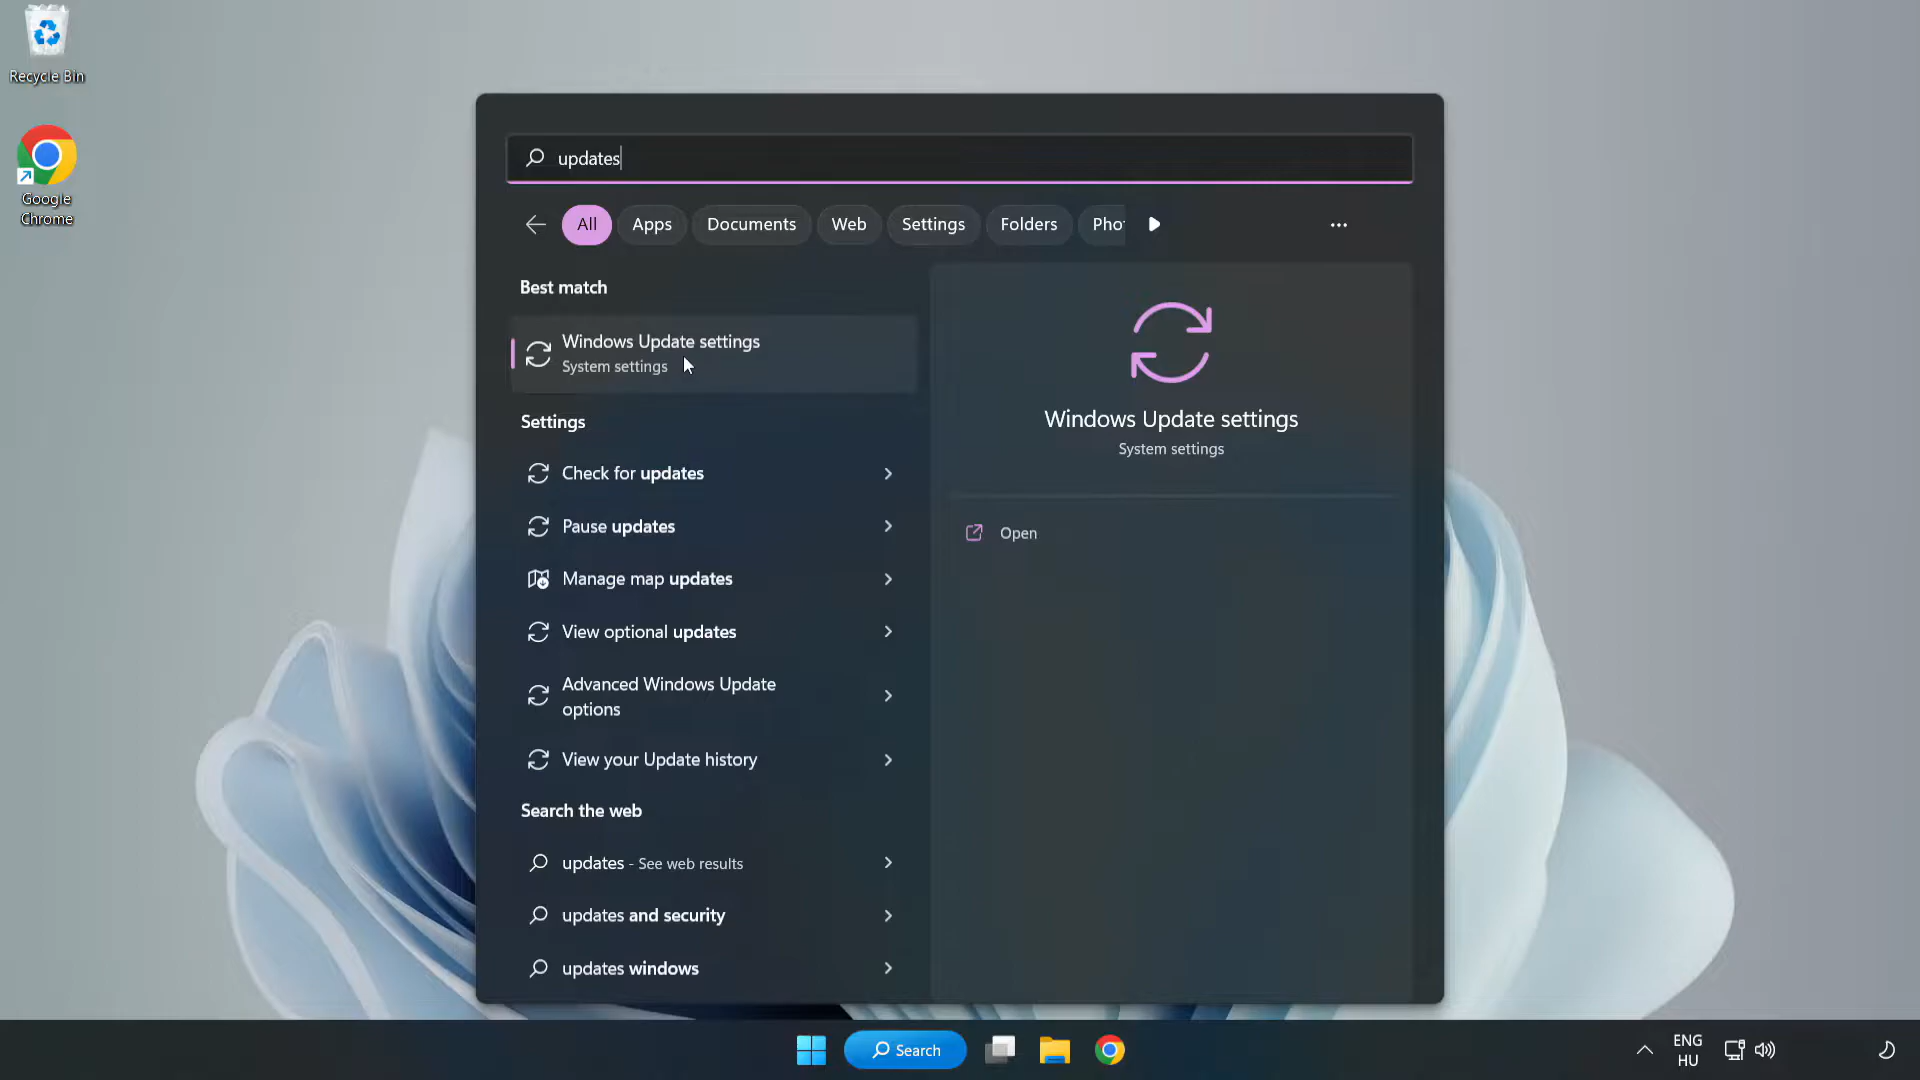 Recycle Bin
Google
Chrome
updates
All
Apps
Documents
Web
Settings
Folders
Pho
Best match
Windows Update settings
System settings
Settings
Check for updates
Pause updates
Manage map updates
View optional updates
Advanced Windows Update
options
View your Update history
Search the web
updates - See web results
updates and security
updates windows
Windows Update settings
System settings
Open
Search
ENG
HU